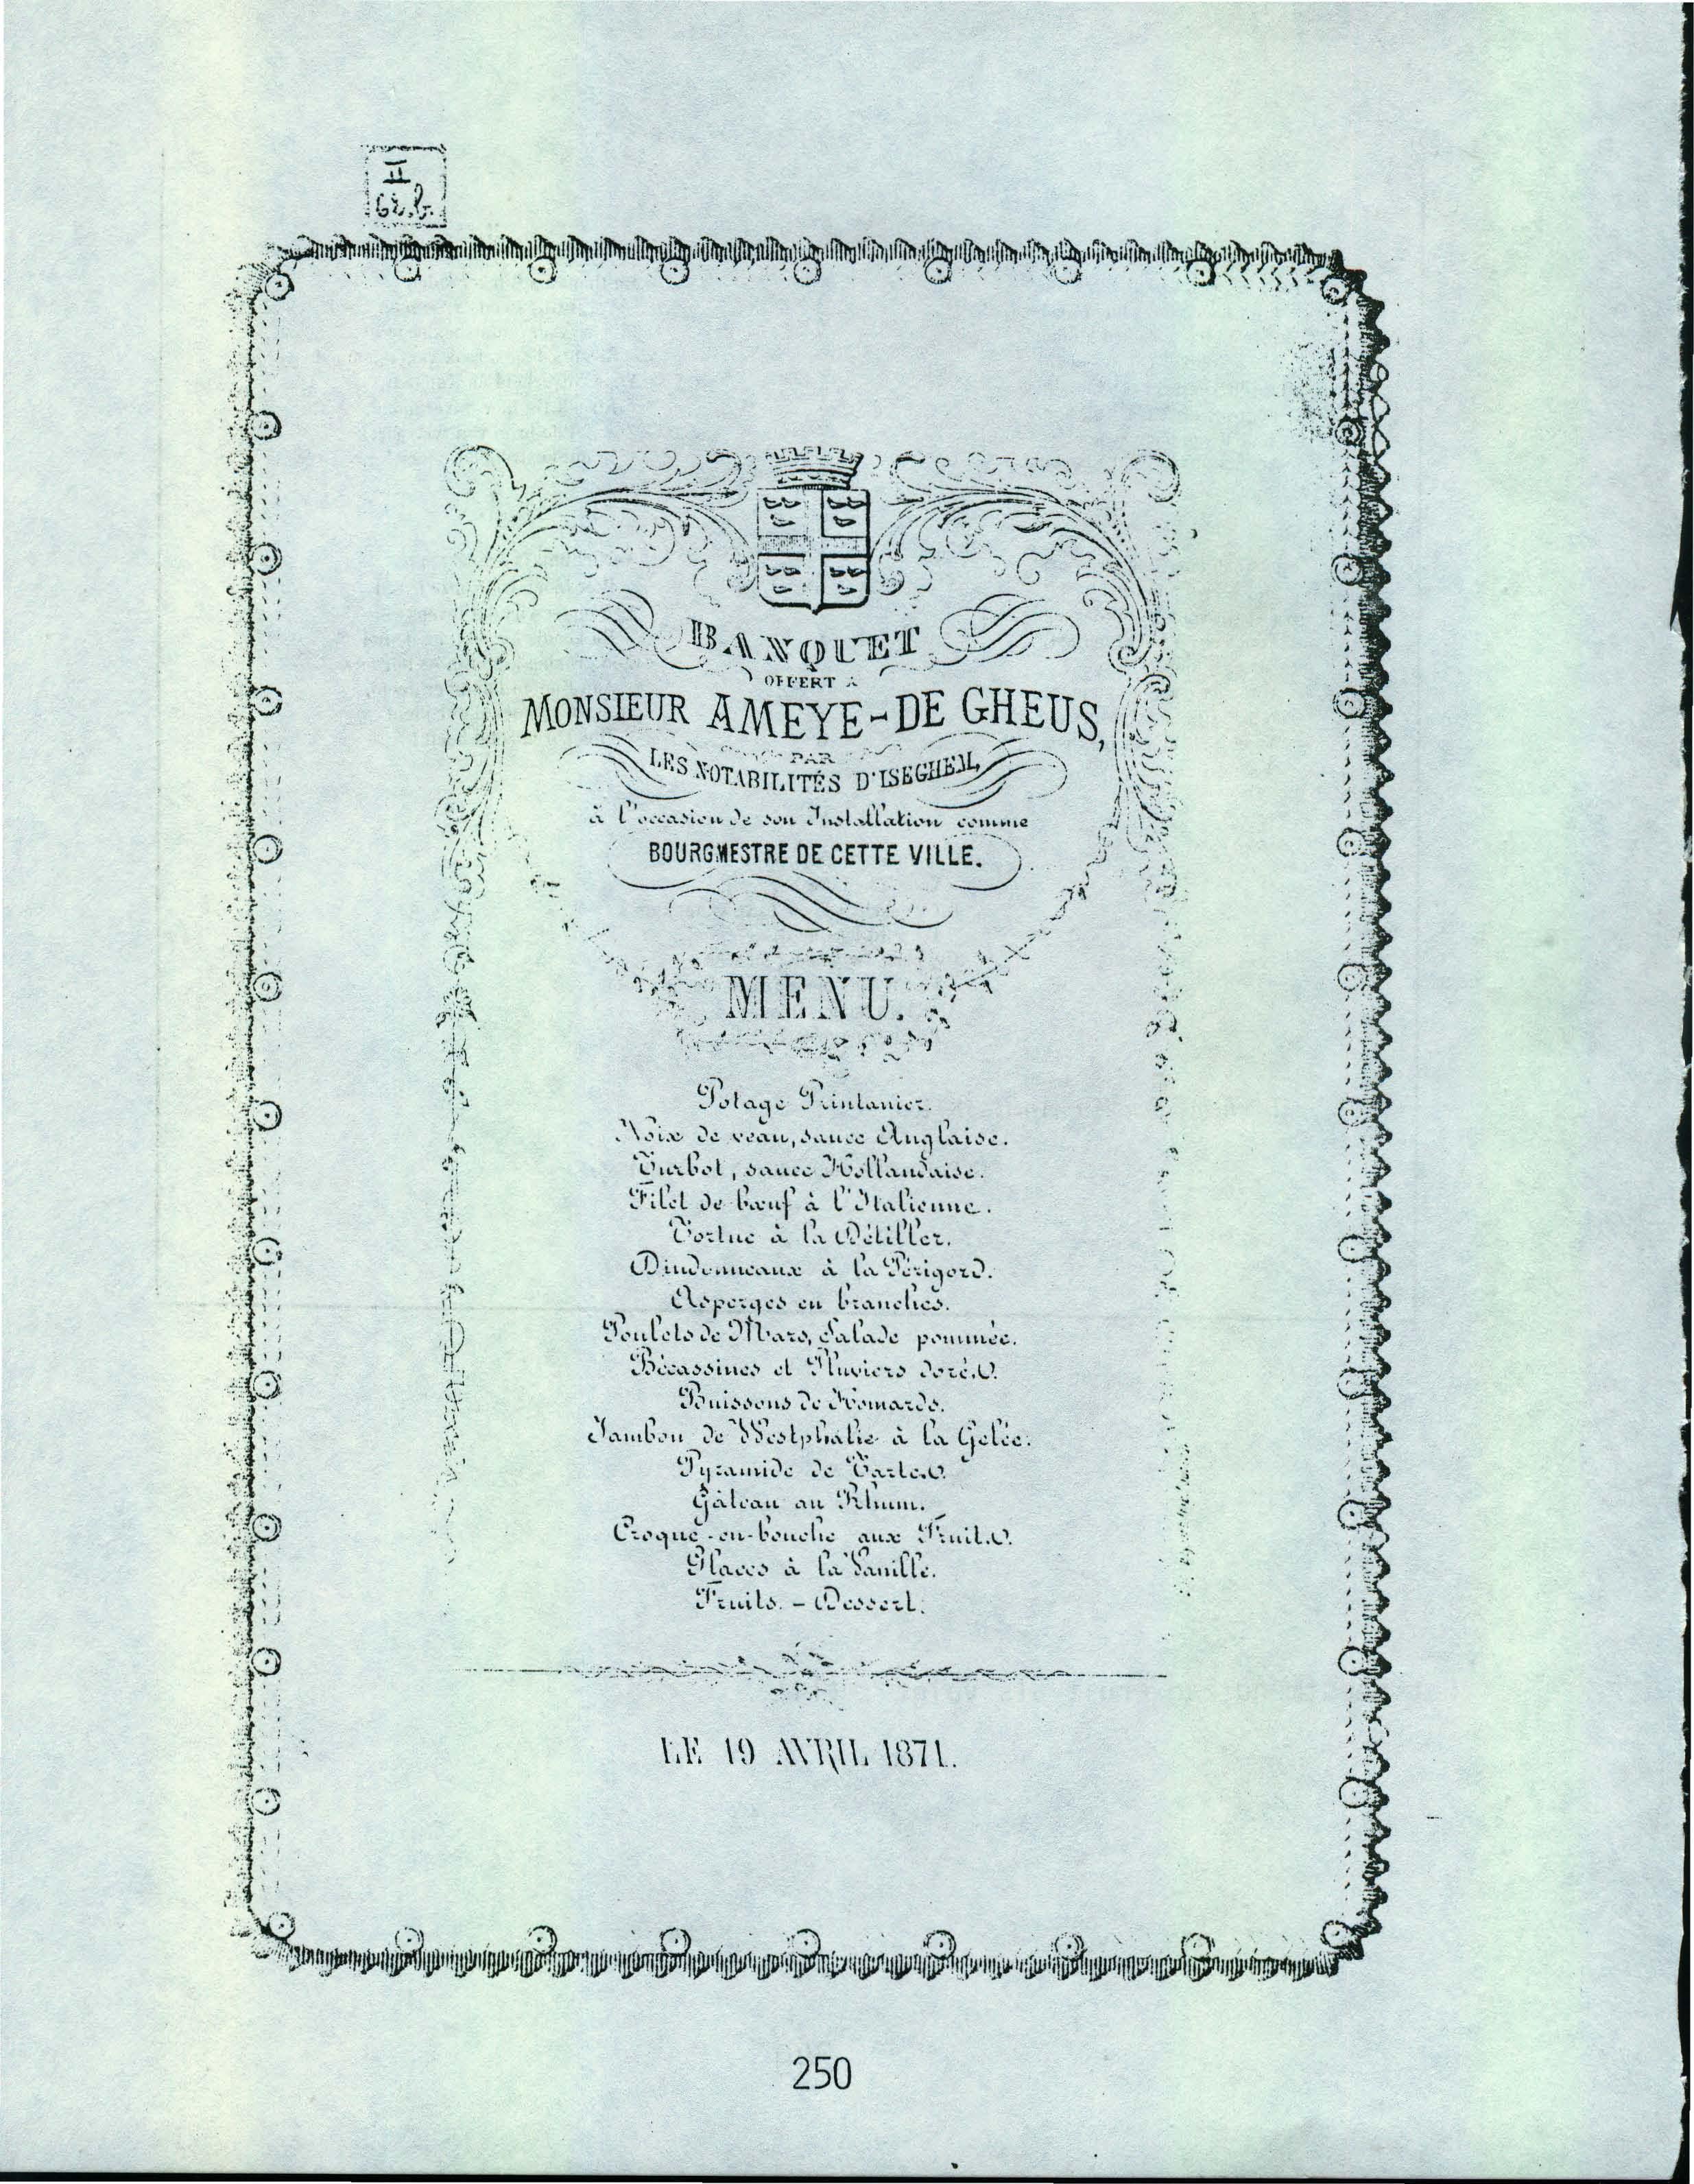 II
BANQUET
OFFERT A
MONSIEUR AMEYE-DE GHEUS,
PAR
LES NOTABILITÉS D'ISEGHEM,
à l'occasion de son Installation comme
BOURGMESTRE DE CETTE VILLE.
MENU.
Potage Printanier.
Noix de veau, sauce Anglaise.
Turbot, sauce Hollandaise.
Filet de bœuf à l'Italienne.
Tortue à la Détiller.
Dindonneaux à la Périgord.
Asperges en branches.
Poulets de Mars, Salade pommée.
Bécassines et Pluviers dorés.
Buissons de Homards.
Jambon de Westphalie à la Gelée.
Pyramide de Tartes.
Gâteau au Rhum.
Croque-en-bouche aux Fruits.
Glaces à la Vanille.
Fruits. - Dessert.
LE 19 AVRIL 1871.
250